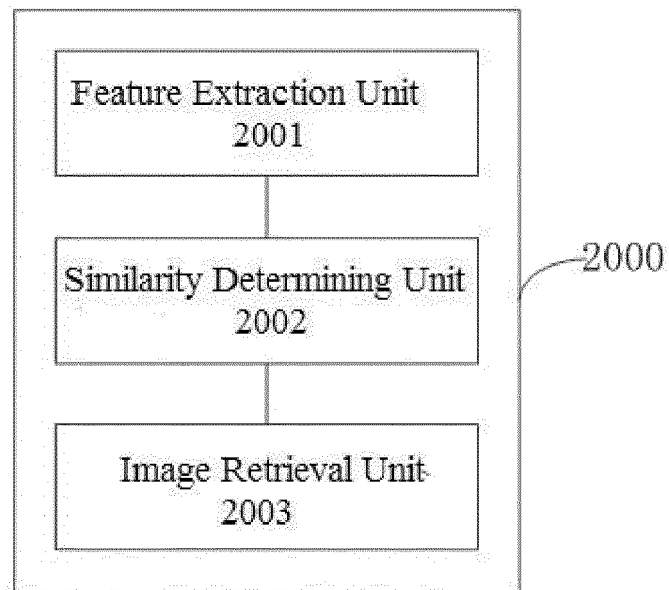 Feature Extraction Unit
2001
Similarity Determining Unit
2002
2000
Image Retrieval Unit
2003